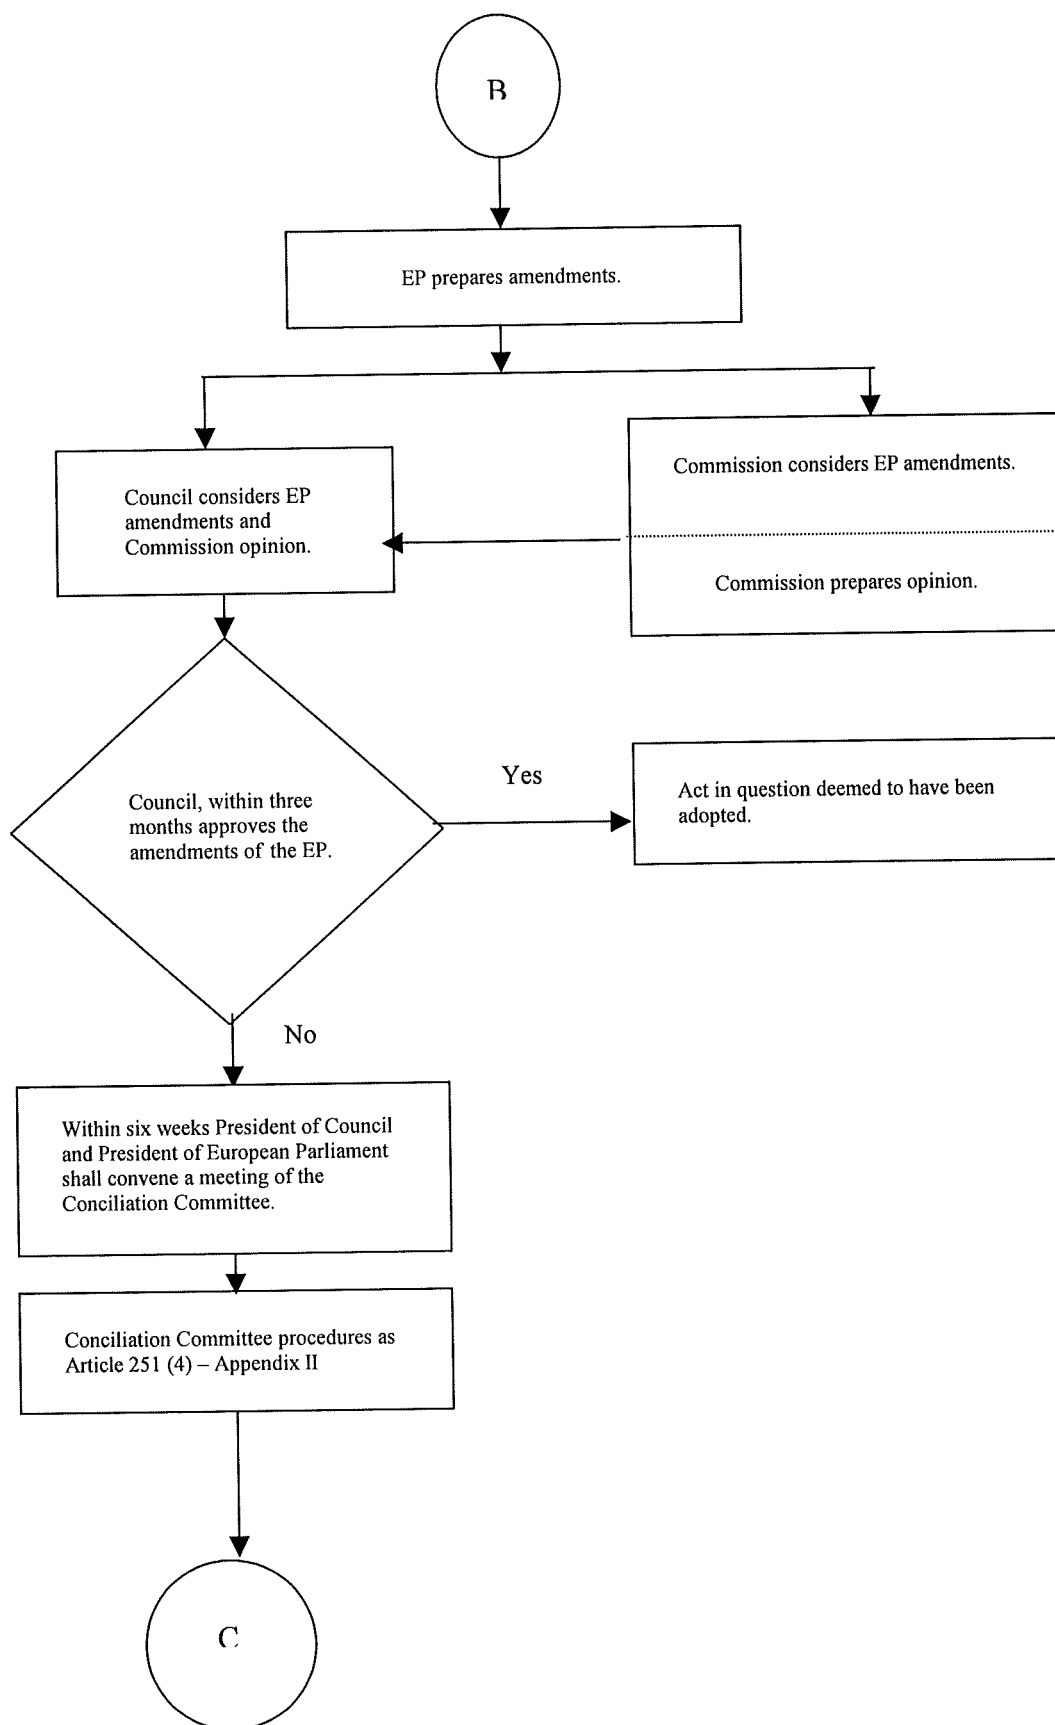 B
EP prepares amendments.
Council considers EP
amendments and
Commission opinion.
Commission considers EP amendments.
Commission prepares opinion.
Council, within three
months approves the
amendments of the EP.
Yes
Act in question deemed to have been
adopted.
No
Within six weeks President of Council
and President of European Parliament
shall convene a meeting of the
Conciliation Committee.
Conciliation Committee procedures as
Article 251 (4) – Appendix II
C